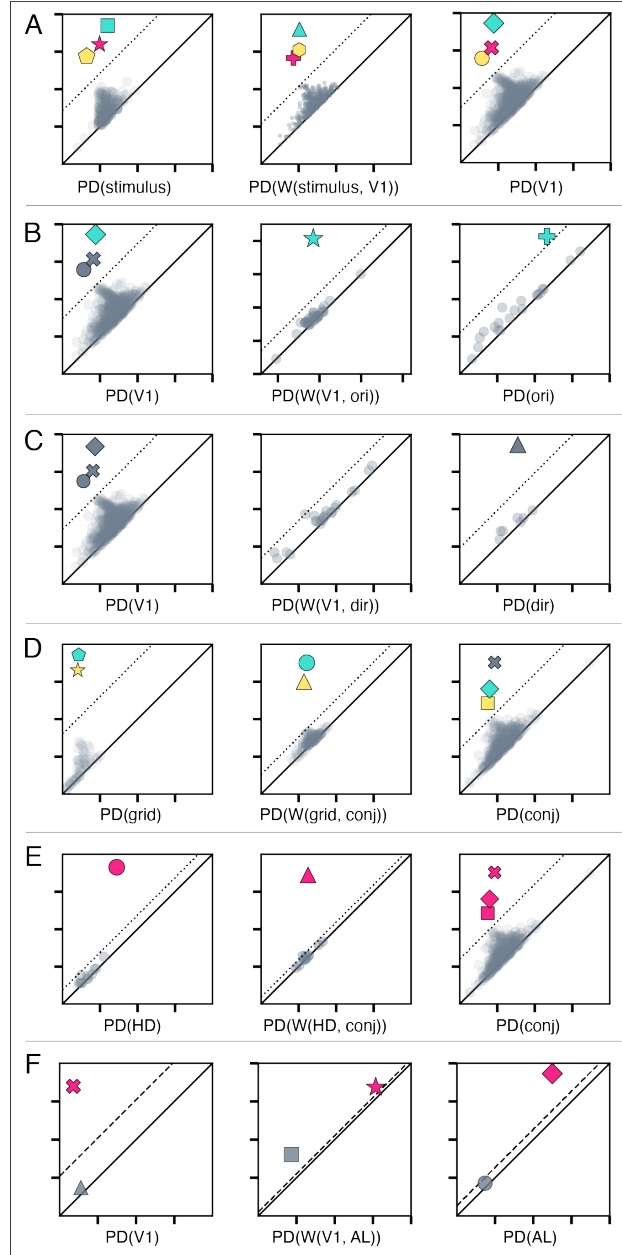 A
PD(stimulus)
PD(W(stimulus, V1))
PD(V1)
B
PD(V1)
PD(W(V1, ori))
PD(ori)
C
PD(V1)
PD(W(V1, dir))
PD(dir)
D
PD(grid)
PD(W(grid, conj))
PD(conj)
E
PD(HD)
PD(W(HD, conj))
PD(conj)
F
PD(V1)
PD(W(V1, AL))
PD(AL)